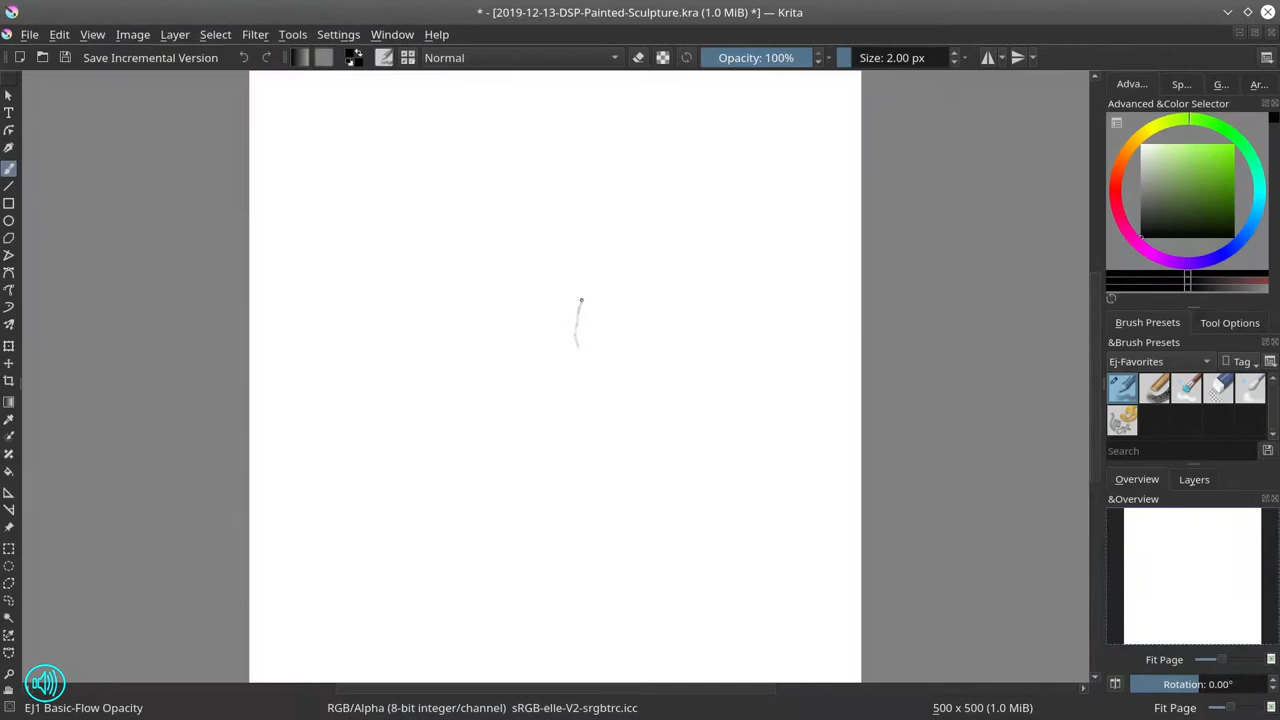 * - [2019-12-13-DSP-Painted-Sculpture.kra (1.0 MiB) *] — Krita
File Edit View Image Layer Select Filter Tools Settings Window Help
Save Incremental Version Normal Opacity: 100% Size: 2.00 px
Adva... Sp... G... Ar...
Advanced &Color Selector
Brush Presets Tool Options
&Brush Presets
Ej-Favorites Tag
Search
Overview Layers
&Overview
Fit Page
Rotation: 0.00°
EJ1 Basic-Flow Opacity RGB/Alpha (8-bit integer/channel) sRGB-elle-V2-srgbtrc.icc 500 x 500 (1.0 MiB) Fit Page